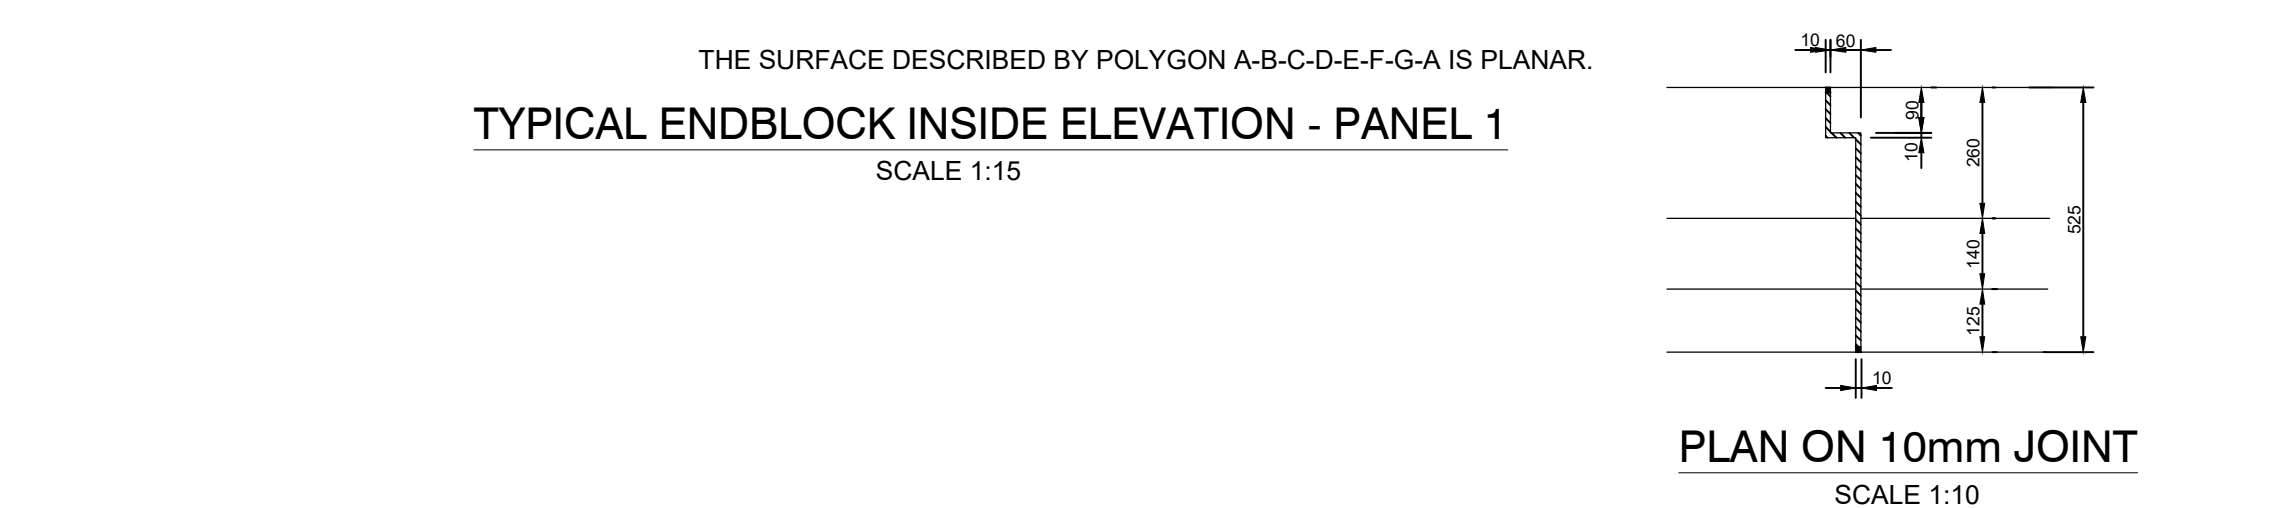 THE SURFACE DESCRIBED BY POLYGON A-B-C-D-E-F-G-A IS PLANAR.
TYPICAL ENDBLOCK INSIDE ELEVATION - PANEL 1
SCALE 1:15
10 60
90
10
260
525
140
125
10
PLAN ON 10mm JOINT
SCALE 1:10